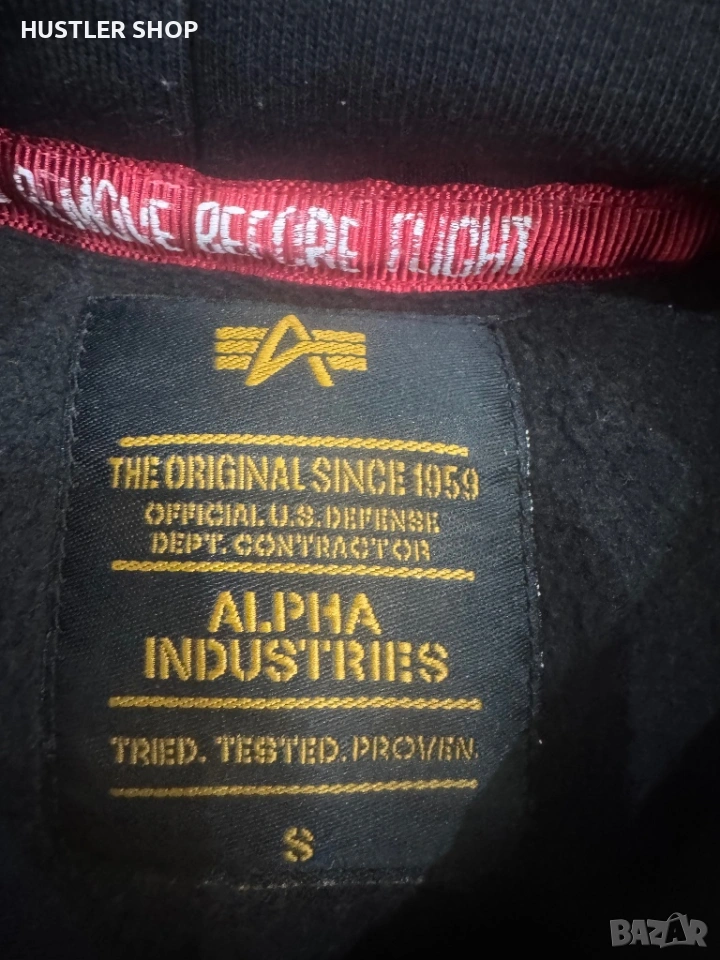 HUSTLER SHOP
REMOVE BEFORE FLIGHT
THE ORIGINAL SINCE 1959
OFFICIAL U.S. DEFENSE
DEPT. CONTRACTOR
ALPHA
INDUSTRIES
TRIED. TESTED. PROVEN.
S
BAZAR